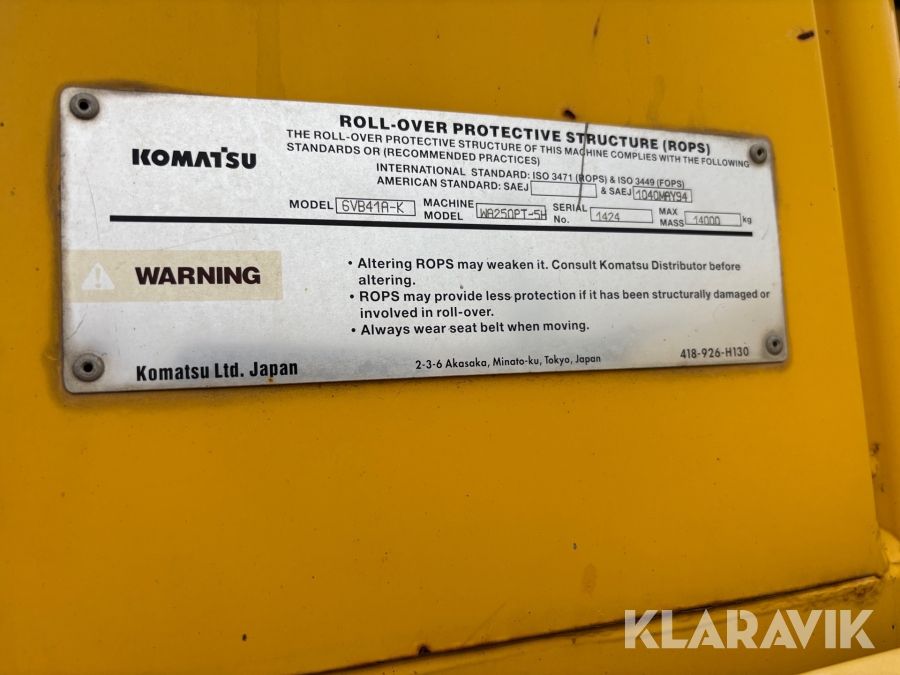 KOMATSU
ROLL-OVER PROTECTIVE STRUCTURE (ROPS)
THE ROLL-OVER PROTECTIVE STRUCTURE OF THIS MACHINE COMPLIES WITH THE FOLLOWING
STANDARDS OR (RECOMMENDED PRACTICES)
INTERNATIONAL STANDARD: ISO 3471 (ROPS) & ISO 3449 (FOPS)
AMERICAN STANDARD: SAEJ & SAEJ 1040MAY94
MODEL 6VB41A-K MACHINE MODEL WA250PT-5H SERIAL No. 1424 MAX MASS 14000 kg
WARNING
• Altering ROPS may weaken it. Consult Komatsu Distributor before
altering.
• ROPS may provide less protection if it has been structurally damaged or
involved in roll-over.
• Always wear seat belt when moving.
Komatsu Ltd. Japan 2-3-6 Akasaka, Minato-ku, Tokyo, Japan 418-926-H130
KLARAVIK